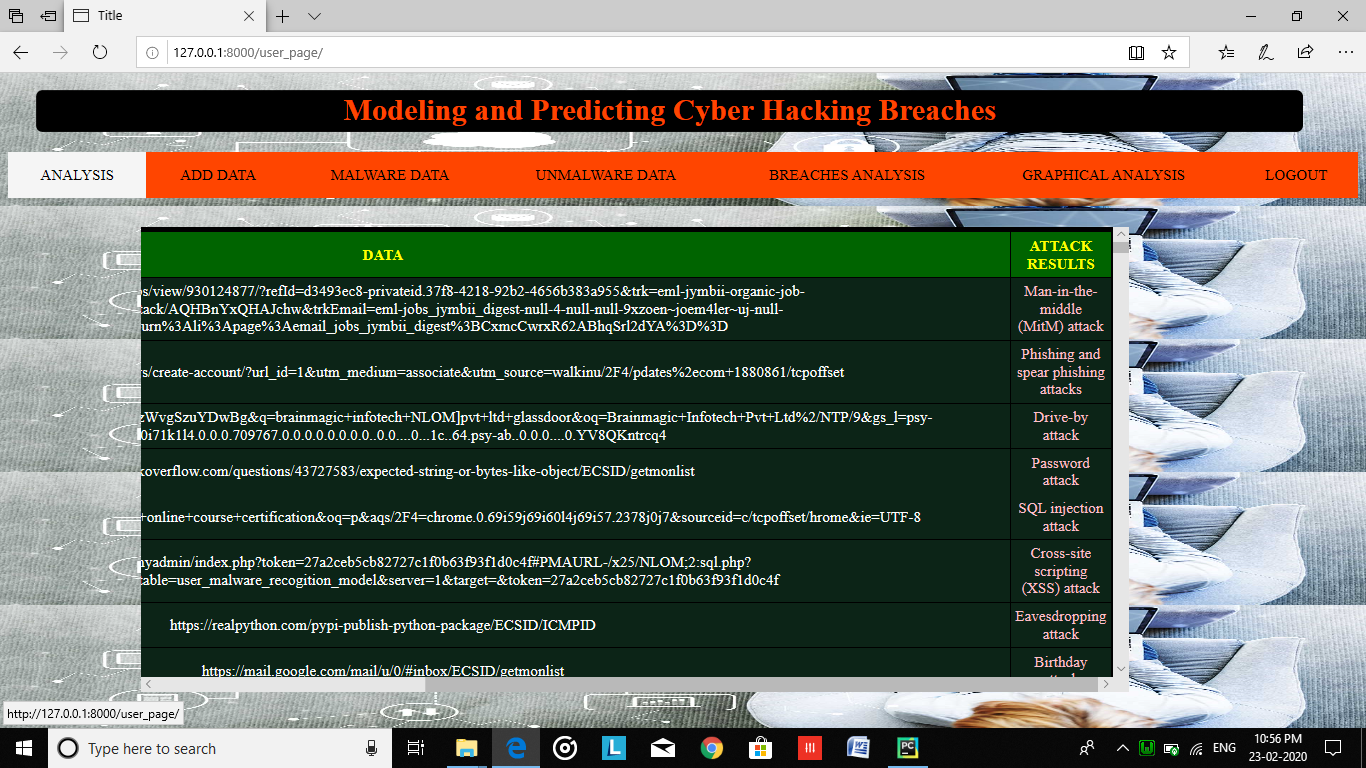 Title
127.0.0.1:8000/user_page/
Modeling and Predicting Cyber Hacking Breaches
ANALYSIS ADD DATA MALWARE DATA UNMALWARE DATA BREACHES ANALYSIS GRAPHICAL ANALYSIS LOGOUT
DATA
ATTACK
RESULTS
os/view/930124877/?refId=d3493ec8-privateid.37f8-4218-92b2-4656b383a955&trk=eml-jymbii-organic-job-
ack/AQHBnYxQHAJchw&trkEmail=eml-jobs_jymbii_digest-null-4-null-null-9xzoen~joem4ler~uj-null-
urn%3Ali%3Apage%3Aemail_jobs_jymbii_digest%3BCxmcCwrxR62ABhqSrl2dYA%3D%3D
Man-in-the-
middle
(MitM) attack
rs/create-account/?url_id=1&utm_medium=associate&utm_source=walkinu/2F4/pdates%2ecom+1880861/tcpoffset
Phishing and
spear phishing
attacks
zWvgSzuYDwBg&q=brainmagic+infotech+NLOM]pvt+ltd+glassdoor&oq=Brainmagic+Infotech+Pvt+Ltd%2/NTP/9&gs_l=psy-
0i71k1l4.0.0.0.709767.0.0.0.0.0.0.0.0..0.0....0...1c..64.psy-ab..0.0.0....0.YV8QKntrcq4
Drive-by
attack
koverflow.com/questions/43727583/expected-string-or-bytes-like-object/ECSID/getmonlist
Password
attack
+online+course+certification&oq=p&aqs/2F4=chrome.0.69i59j69i60l4j69i57.2378j0j7&sourceid=c/tcpoffset/hrome&ie=UTF-8
SQL injection
attack
nyadmin/index.php?token=27a2ceb5cb82727c1f0b63f93f1d0c4f#PMAURL-/x25/NLOM;2:sql.php?
table=user_malware_recogition_model&server=1&target=&token=27a2ceb5cb82727c1f0b63f93f1d0c4f
Cross-site
scripting
(XSS) attack
https://realpython.com/pypi-publish-python-package/ECSID/ICMPID
Eavesdropping
attack
https://mail.google.com/mail/u/0/#inbox/ECSID/getmonlist
Birthday
http://127.0.0.1:8000/user_page/
Type here to search
ENG
10:56 PM
23-02-2020